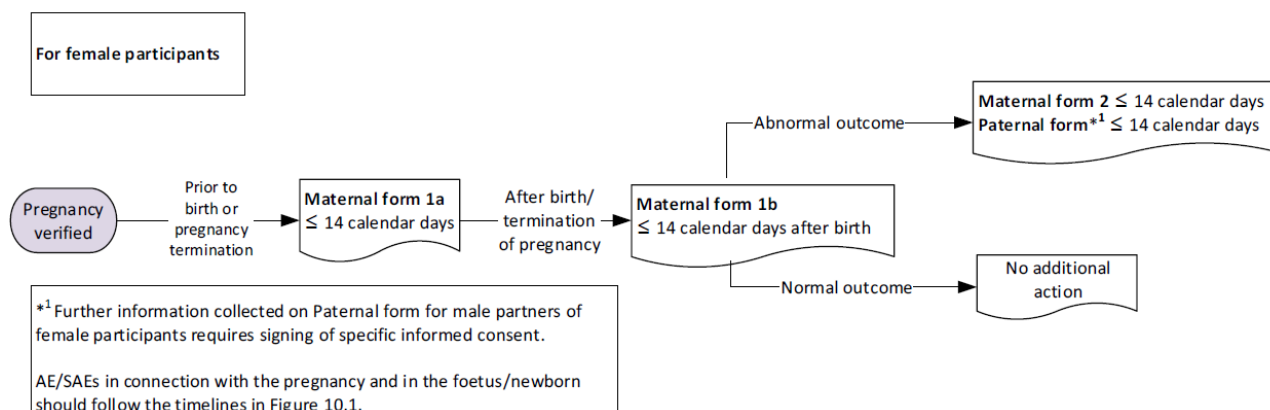 For female participants
Maternal form 2 ≤ 14 calendar days
Paternal form*¹ ≤ 14 calendar days
Abnormal outcome
Pregnancy
verified
Prior to
birth or
pregnancy
termination
Maternal form 1a
≤ 14 calendar days
After birth/
termination
of pregnancy
Maternal form 1b
≤ 14 calendar days after birth
Normal outcome
No additional
action
*¹ Further information collected on Paternal form for male partners of
female participants requires signing of specific informed consent.
AE/SAEs in connection with the pregnancy and in the foetus/newborn
should follow the timelines in Figure 10.1.